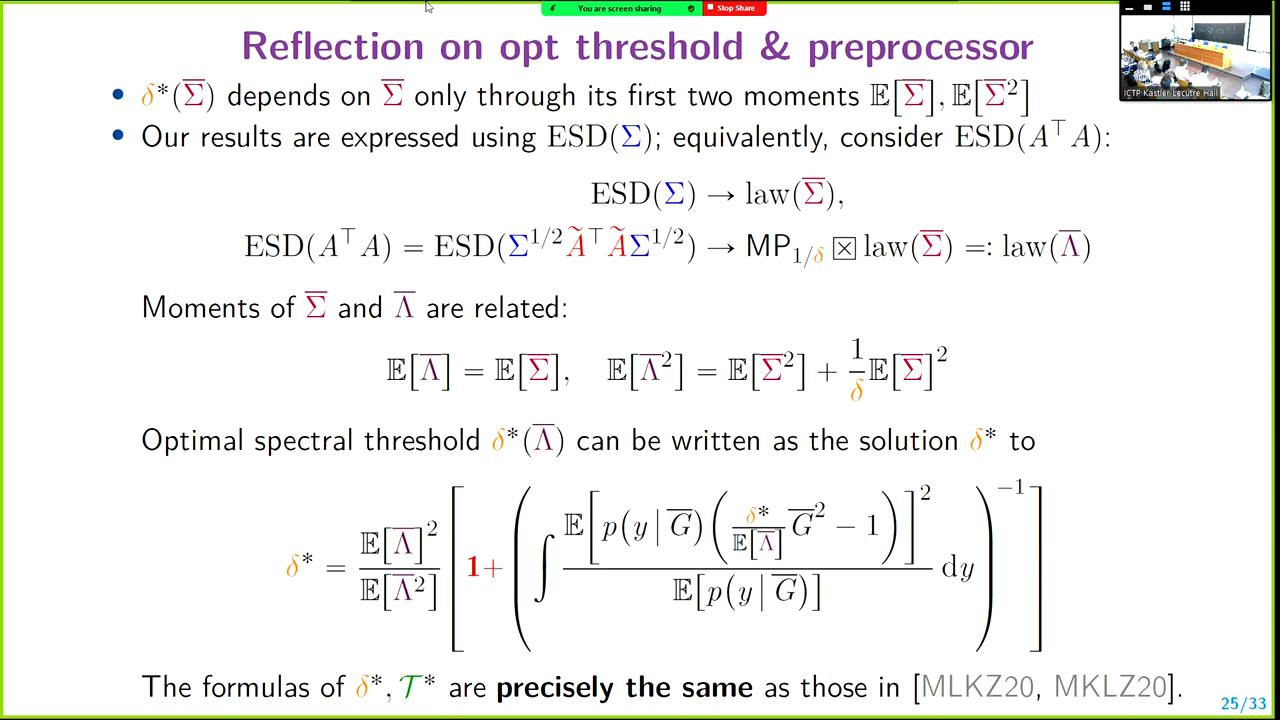 You are screen sharing
Stop Share
ICTP Kastler Lecutre Hall
Reflection on opt threshold & preprocessor
• δ*(Σ̅) depends on Σ̅ only through its first two moments 𝔼[Σ̅], 𝔼[Σ̅²]
• Our results are expressed using ESD(Σ); equivalently, consider ESD(A⊤A):
ESD(Σ) → law(Σ̅),
ESD(A⊤A) = ESD(Σ^{1/2}Ã⊤ÃΣ^{1/2}) → MP_{1/δ} ⊠ law(Σ̅) =: law(Λ̅)
Moments of Σ̅ and Λ̅ are related:
𝔼[Λ̅] = 𝔼[Σ̅], 𝔼[Λ̅²] = 𝔼[Σ̅²] + 1/δ 𝔼[Σ̅]²
Optimal spectral threshold δ*(Λ̅) can be written as the solution δ* to
δ* = 𝔼[Λ̅]²/𝔼[Λ̅²] [1+ (∫ 𝔼[p(y | G̅)(δ*/𝔼[Λ̅] G̅² − 1)]²/𝔼[p(y | G̅)] dy)⁻¹]
The formulas of δ*, 𝒯* are precisely the same as those in [MLKZ20, MKLZ20].
25/33